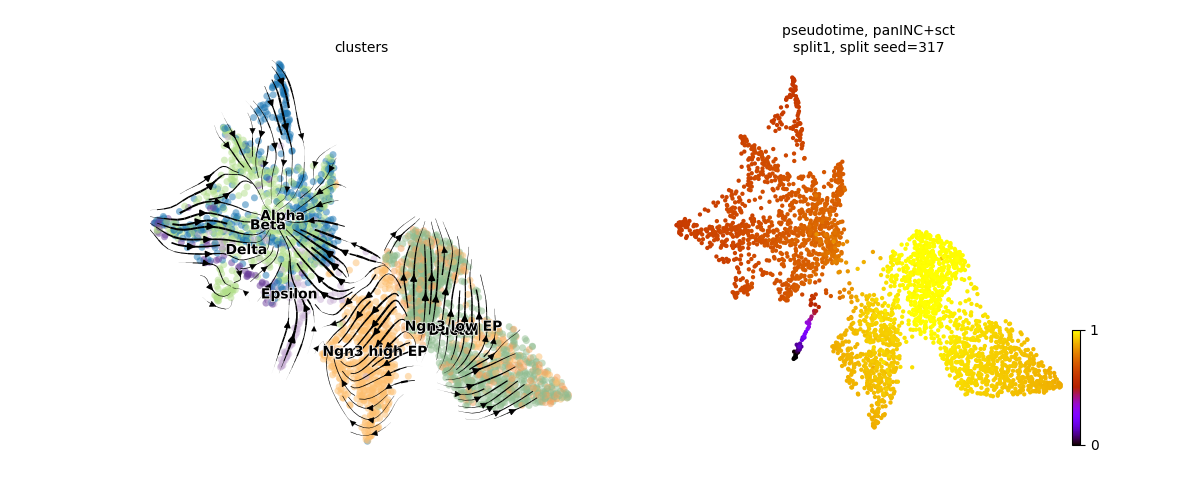 clusters
pseudotime, panINC+sct
split1, split seed=317
Alpha
Beta
Delta
Epsilon
Ngn3 low EP
Ductal
Ngn3 high EP
1
0